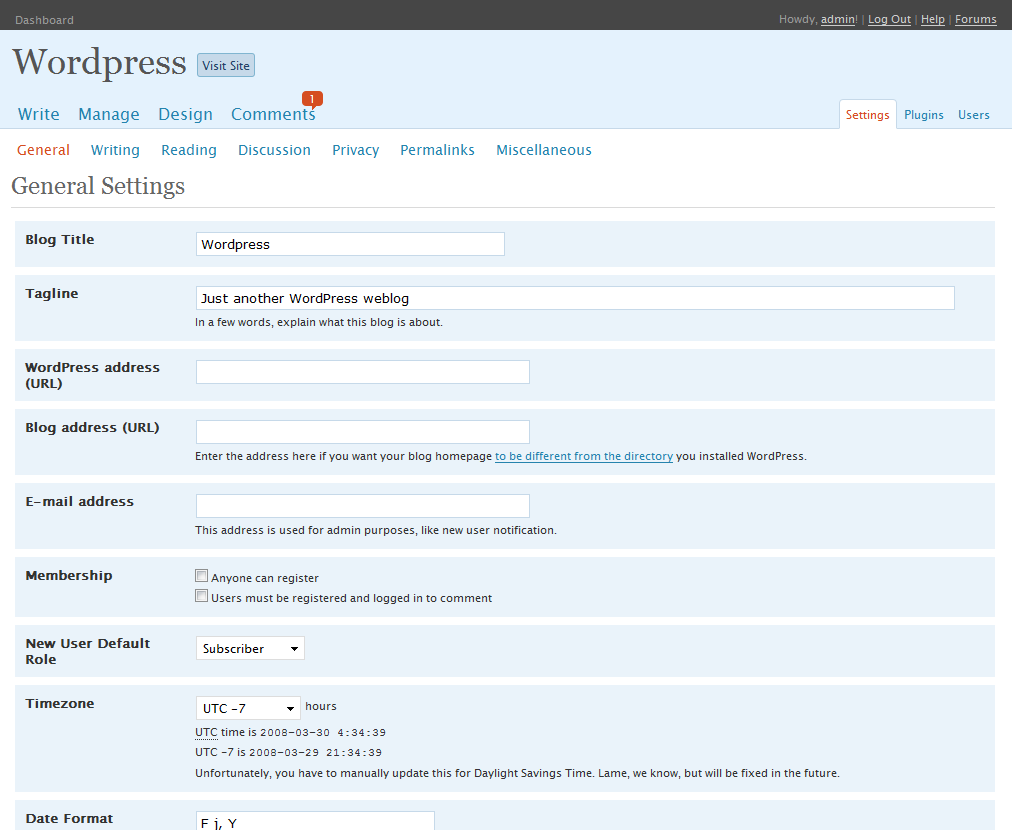 Dashboard
Howdy, admin! | Log Out | Help | Forums
Wordpress Visit Site
1
Write Manage Design Comments Settings Plugins Users
General Writing Reading Discussion Privacy Permalinks Miscellaneous
General Settings
Blog Title Wordpress
Tagline Just another WordPress weblog
In a few words, explain what this blog is about.
WordPress address
(URL)
Blog address (URL)
Enter the address here if you want your blog homepage to be different from the directory you installed WordPress.
E-mail address
This address is used for admin purposes, like new user notification.
Membership Anyone can register
Users must be registered and logged in to comment
New User Default
Role
Subscriber
Timezone UTC -7 hours
UTC time is 2008-03-30 4:34:39
UTC -7 is 2008-03-29 21:34:39
Unfortunately, you have to manually update this for Daylight Savings Time. Lame, we know, but will be fixed in the future.
Date Format F j, Y